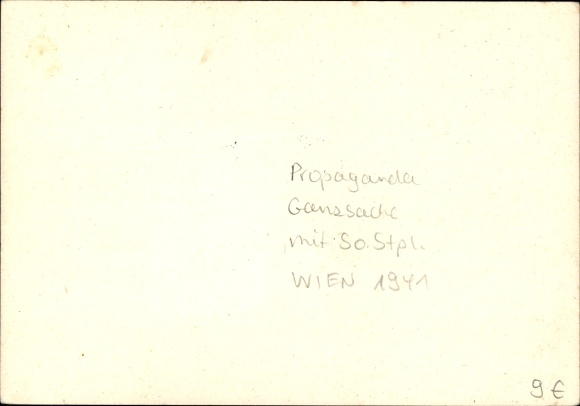 Propaganda
Ganzsache
mit So. Stpl.
WIEN 1941
9 €